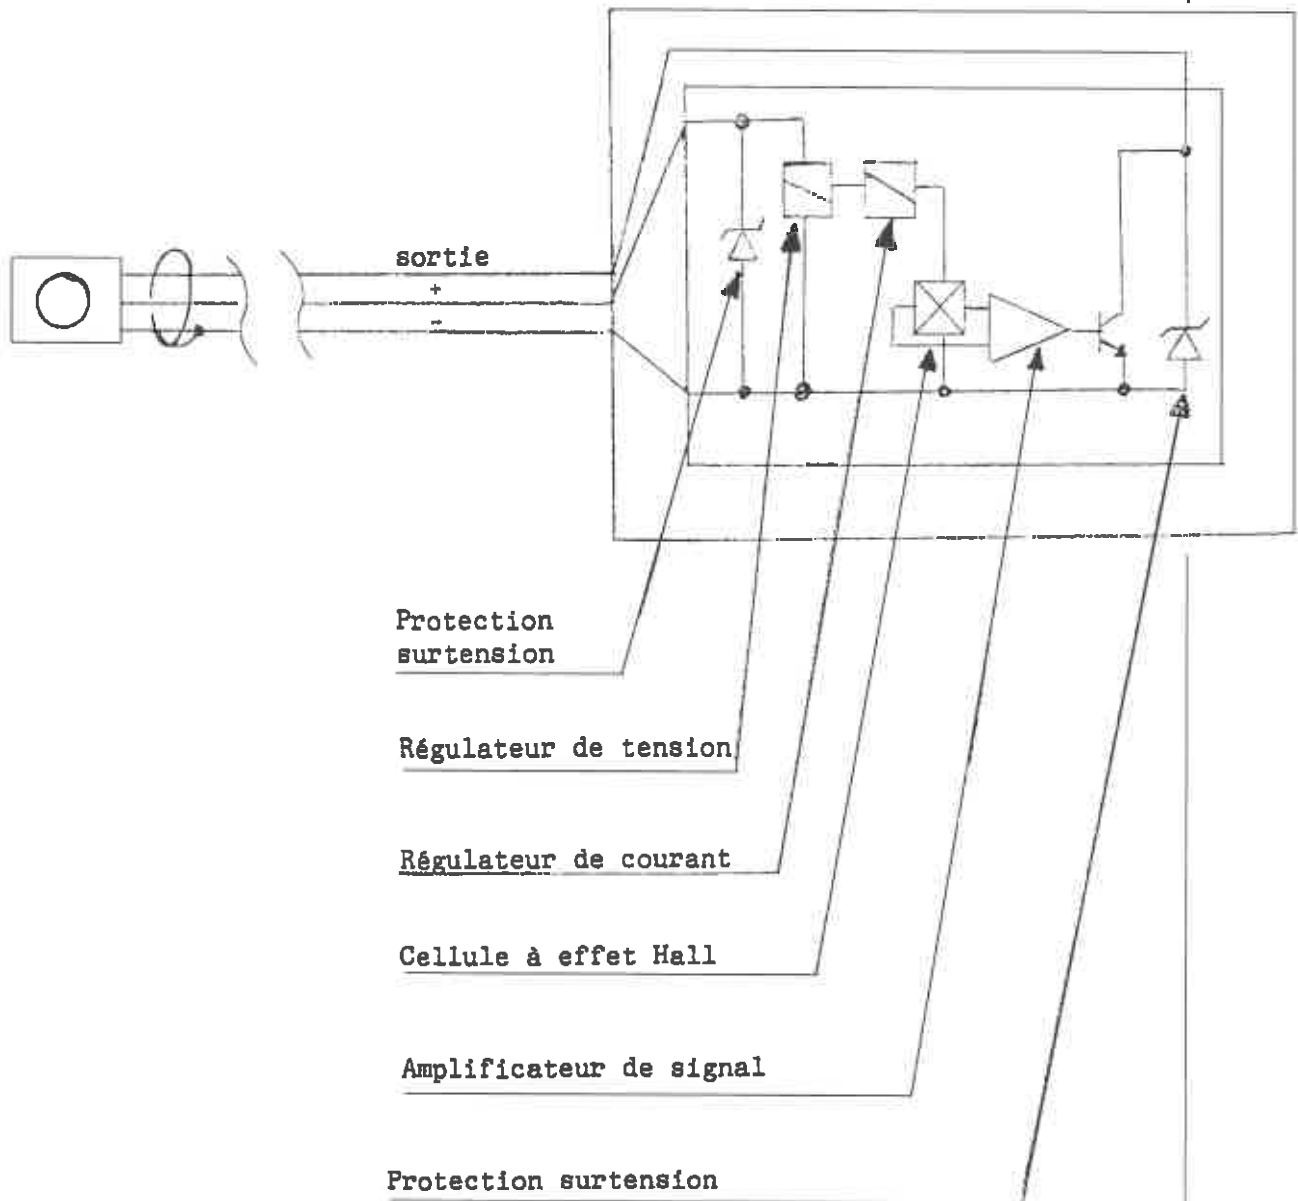 sortie
+
-
Protection
surtension
Régulateur de tension
Régulateur de courant
Cellule à effet Hall
Amplificateur de signal
Protection surtension